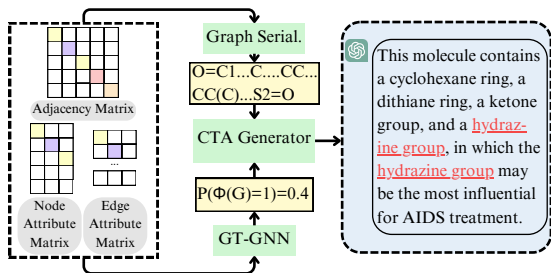 Adjacency Matrix
Node
Attribute
Matrix
Edge
Attribute
Matrix
...
Graph Serial.
O=C1...C....CC...
CC(C)...S2=O
CTA Generator
P(Φ(G)=1)=0.4
GT-GNN
This molecule contains
a cyclohexane ring, a
dithiane ring, a ketone
group, and a hydraz-
ine group, in which the
hydrazine group may
be the most influential
for AIDS treatment.